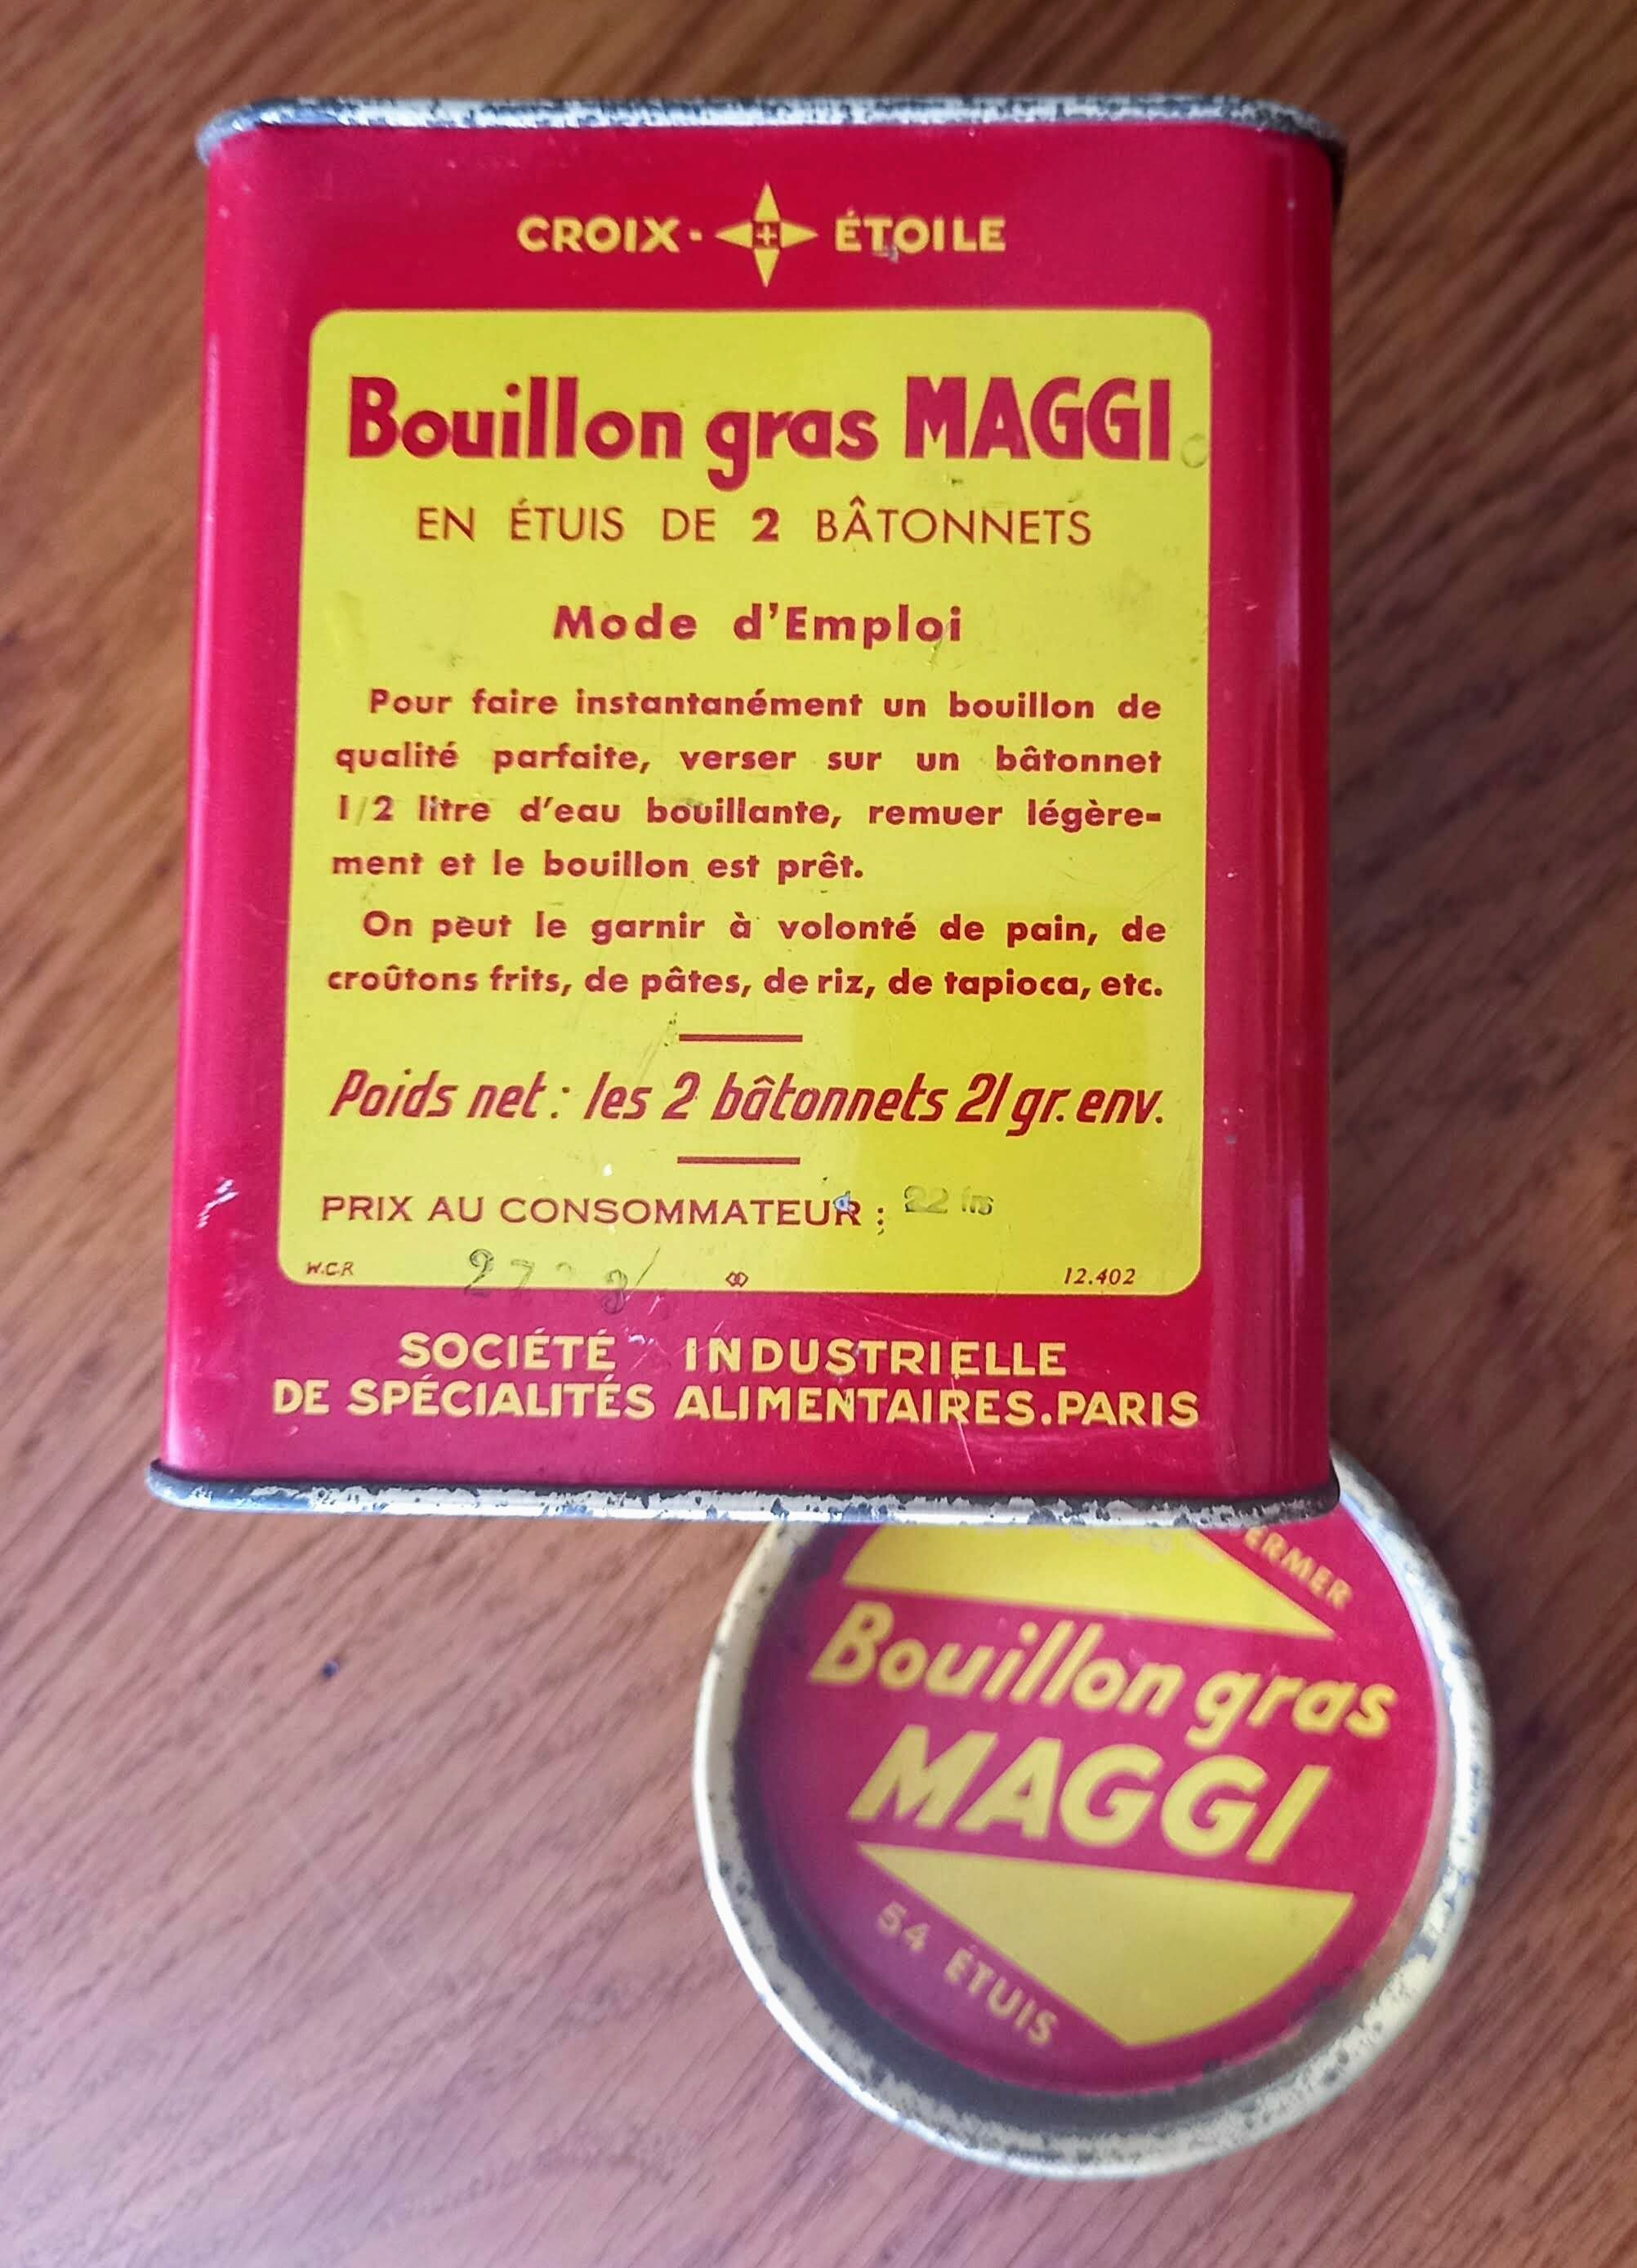 CROIX - ÉTOILE
Bouillon gras MAGGI
EN ÉTUIS DE 2 BÂTONNETS
Mode d'Emploi
Pour faire instantanément un bouillon de
qualité parfaite, verser sur un bâtonnet
1/2 litre d'eau bouillante, remuer légère-
ment et le bouillon est prêt.
On peut le garnir à volonté de pain, de
croûtons frits, de pâtes, de riz, de tapioca, etc.
Poids net : les 2 bâtonnets 21 gr. env.
PRIX AU CONSOMMATEUR : 22 frs
W.C.R 12.402
SOCIÉTÉ INDUSTRIELLE
DE SPÉCIALITÉS ALIMENTAIRES.PARIS
ERMER
Bouillon gras
MAGGI
54 ÉTUIS